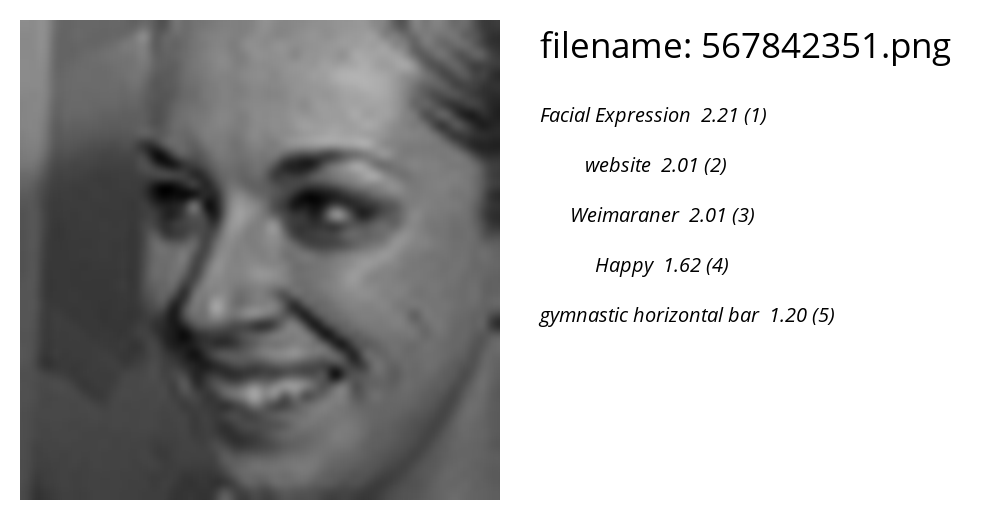 filename: 567842351.png
Facial Expression 2.21 (1)
website 2.01 (2)
Weimaraner 2.01 (3)
Happy 1.62 (4)
gymnastic horizontal bar 1.20 (5)